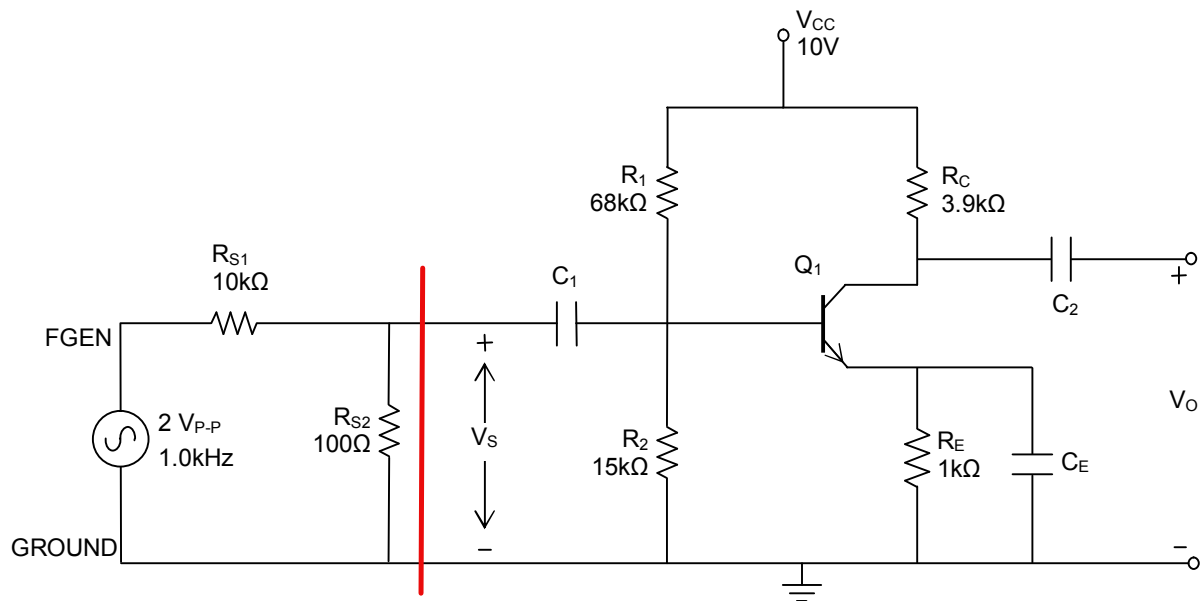 VCC
10V
R1
68kΩ
RC
3.9kΩ
RS1
10kΩ
C1
Q1
C2
+
FGEN
+
2 VP-P
1.0kHz
RS2
100Ω
VS
R2
15kΩ
RE
1kΩ
CE
VO
GROUND
−
−